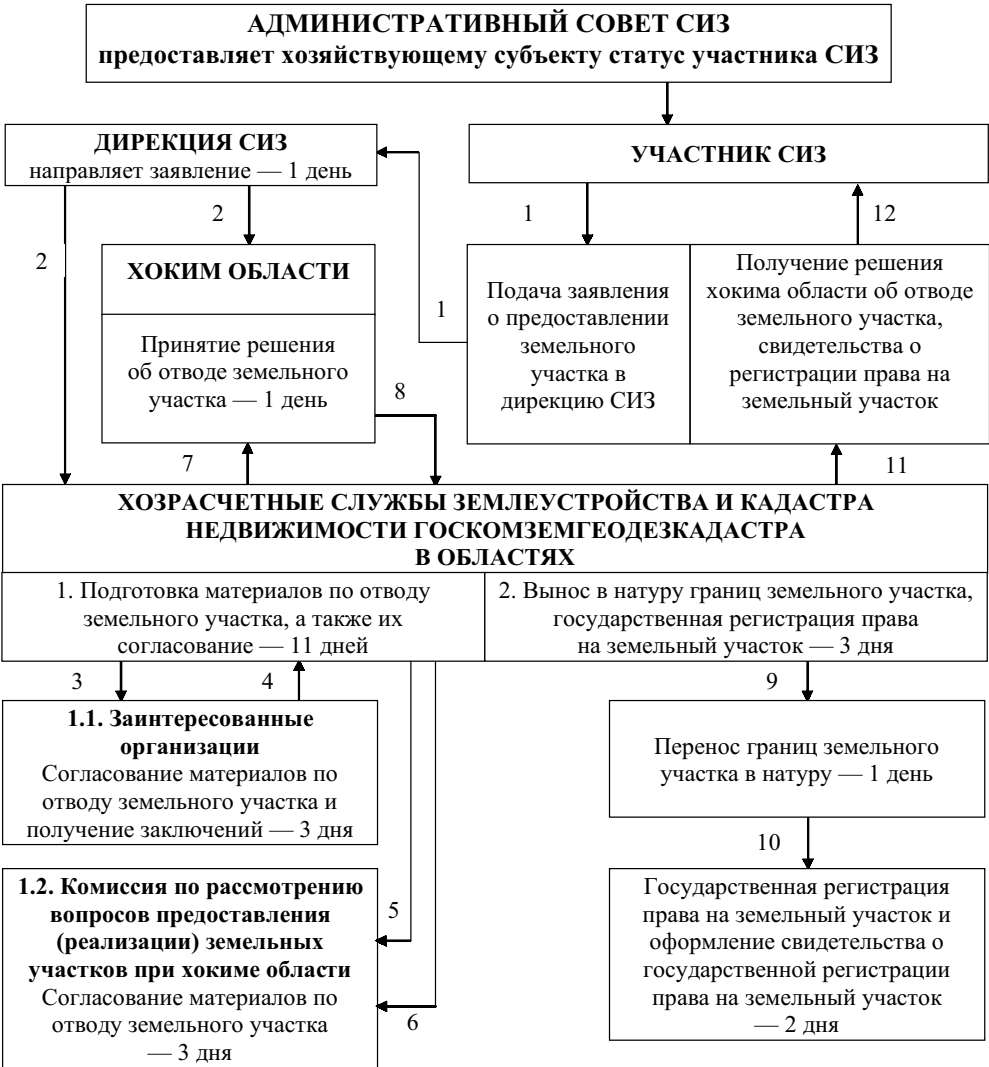 АДМИНИСТРАТИВНЫЙ СОВЕТ СИЗ
предоставляет хозяйствующему субъекту статус участника СИЗ
ДИРЕКЦИЯ СИЗ
направляет заявление — 1 день
УЧАСТНИК СИЗ
2
1
12
2
ХОКИМ ОБЛАСТИ
Принятие решения
об отводе земельного
участка — 1 день
1
Подача заявления
о предоставлении
земельного
участка в
дирекцию СИЗ
Получение решения
хокима области об отводе
земельного участка,
свидетельства о
регистрации права на
земельный участок
8
7
11
ХОЗРАСЧЕТНЫЕ СЛУЖБЫ ЗЕМЛЕУСТРОЙСТВА И КАДАСТРА
НЕДВИЖИМОСТИ ГОСКОМЗЕМГЕОДЕЗКАДАСТРА
В ОБЛАСТЯХ
1. Подготовка материалов по отводу
земельного участка, а также их
согласование — 11 дней
2. Вынос в натуру границ земельного участка,
государственная регистрация права
на земельный участок — 3 дня
3
4
9
1.1. Заинтересованные
организации
Согласование материалов по
отводу земельного участка и
получение заключений — 3 дня
Перенос границ земельного
участка в натуру — 1 день
10
1.2. Комиссия по рассмотрению
вопросов предоставления
(реализации) земельных
участков при хокиме области
Согласование материалов по
отводу земельного участка
— 3 дня
5
6
Государственная регистрация
права на земельный участок и
оформление свидетельства о
государственной регистрации
права на земельный участок
— 2 дня